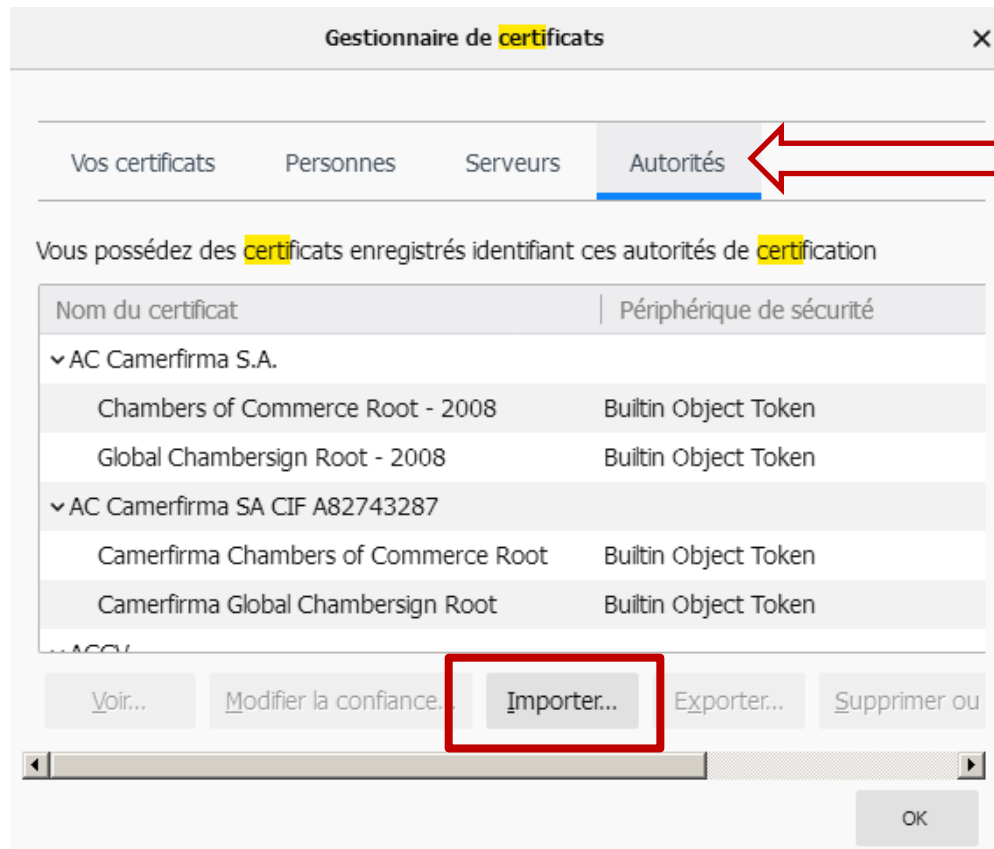 Gestionnaire de certificats
Vos certificats Personnes Serveurs Autorités
Vous possédez des certificats enregistrés identifiant ces autorités de certification
Nom du certificat Périphérique de sécurité
AC Camerfirma S.A.
Chambers of Commerce Root - 2008 Builtin Object Token
Global Chambersign Root - 2008 Builtin Object Token
AC Camerfirma SA CIF A82743287
Camerfirma Chambers of Commerce Root Builtin Object Token
Camerfirma Global Chambersign Root Builtin Object Token
ACCV
Voir... Modifier la confiance... Importer... Exporter... Supprimer ou
OK